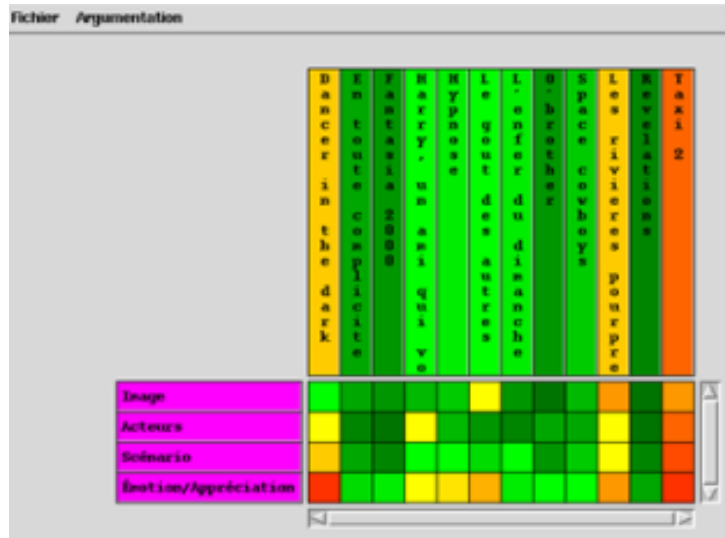 Fichier Argumentation
Dancer in the dark
En toute complicite
Fantasia 2000
Harry, un ami qui vo
Hypnose
Le gout des autres
L'enfer du dimanche
O'brother
Space cowboys
Les rivieres pourpre
Revelations
Taxi 2
Image
Acteurs
Scénario
Émotion/Appréciation